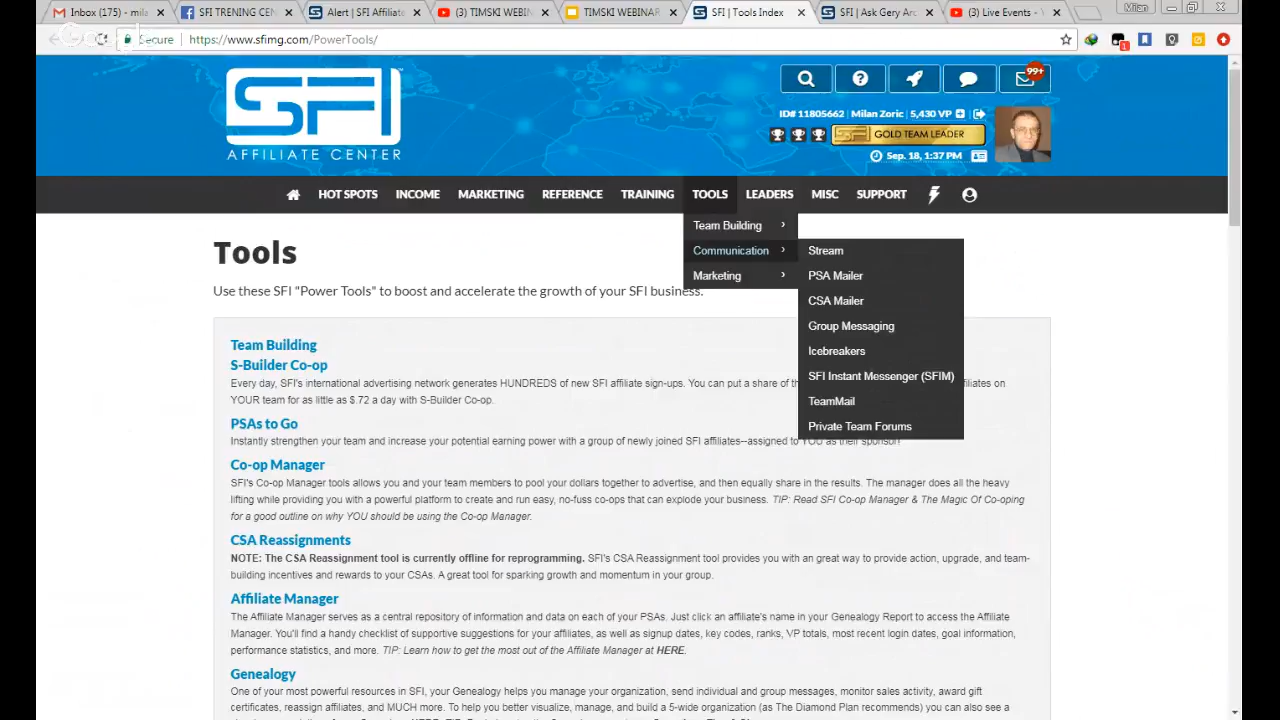 Inbox (175) - mila
SFI TRENING CEN
Alert | SFI Affiliate
(3) TIMSKI WEBIN
TIMSKI WEBINAR
SFI | Tools Index
SFI | Ask Gery Arc
(3) Live Events - 
Milan
Secure
https://www.sfimg.com/PowerTools/
1
SFI
AFFILIATE CENTER
99+
ID# 11805662 | Milan Zoric | 5,430 VP
SFI GOLD TEAM LEADER
Sep. 18, 1:37 PM
HOT SPOTS INCOME MARKETING REFERENCE TRAINING TOOLS LEADERS MISC SUPPORT
Team Building
Communication
Marketing
Stream
PSA Mailer
CSA Mailer
Group Messaging
Icebreakers
SFI Instant Messenger (SFIM)
TeamMail
Private Team Forums
Tools
Use these SFI "Power Tools" to boost and accelerate the growth of your SFI business.
Team Building
S-Builder Co-op
Every day, SFI's international advertising network generates HUNDREDS of new SFI affiliate sign-ups. You can put a share of th affiliates on
YOUR team for as little as $.72 a day with S-Builder Co-op.
PSAs to Go
Instantly strengthen your team and increase your potential earning power with a group of newly joined SFI affiliates--assigned to YOU as their sponsor!
Co-op Manager
SFI's Co-op Manager tools allows you and your team members to pool your dollars together to advertise, and then equally share in the results. The manager does all the heavy
lifting while providing you with a powerful platform to create and run easy, no-fuss co-ops that can explode your business. TIP: Read SFI Co-op Manager & The Magic Of Co-oping
for a good outline on why YOU should be using the Co-op Manager.
CSA Reassignments
NOTE: The CSA Reassignment tool is currently offline for reprogramming. SFI's CSA Reassignment tool provides you with an great way to provide action, upgrade, and team-
building incentives and rewards to your CSAs. A great tool for sparking growth and momentum in your group.
Affiliate Manager
The Affiliate Manager serves as a central repository of information and data on each of your PSAs. Just click an affiliate's name in your Genealogy Report to access the Affiliate
Manager. You'll find a handy checklist of supportive suggestions for your affiliates, as well as signup dates, key codes, ranks, VP totals, most recent login dates, goal information,
performance statistics, and more. TIP: Learn how to get the most out of the Affiliate Manager at HERE.
Genealogy
One of your most powerful resources in SFI, your Genealogy helps you manage your organization, send individual and group messages, monitor sales activity, award gift
certificates, reassign affiliates, and MUCH more. To help you better visualize, manage, and build a 5-wide organization (as The Diamond Plan recommends) you can also see a